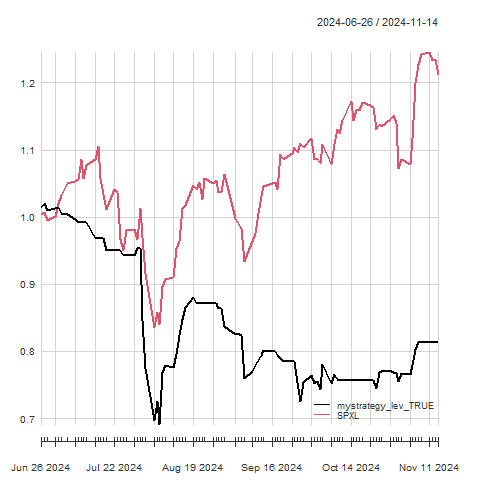 2024-06-26 / 2024-11-14
1.2
1.1
1.0
0.9
0.8
0.7
mystrategy_lev_TRUE
SPXL
Jun 26 2024 Jul 22 2024 Aug 19 2024 Sep 16 2024 Oct 14 2024 Nov 11 2024